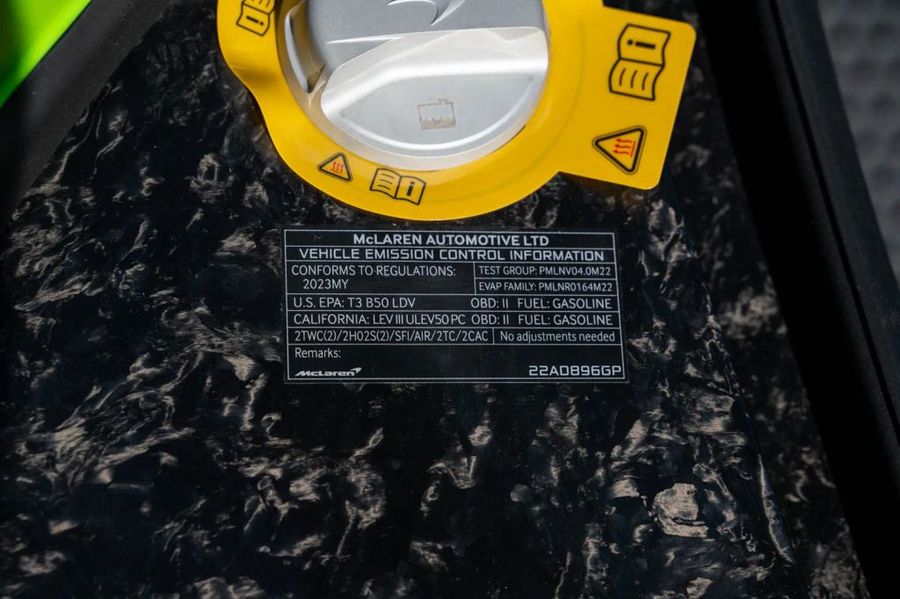 McLAREN AUTOMOTIVE LTD
VEHICLE EMISSION CONTROL INFORMATION
CONFORMS TO REGULATIONS:
2023MY
TEST GROUP: PMLNV04.0M22
EVAP FAMILY: PMLNR0164M22
U.S. EPA: T3 B50 LDV OBD: II FUEL: GASOLINE
CALIFORNIA: LEV III ULEV50 PC OBD: II FUEL: GASOLINE
2TWC(2)/2HO2S(2)/SFI/AIR/2TC/2CAC No adjustments needed
Remarks:
McLaren 22A0896GP